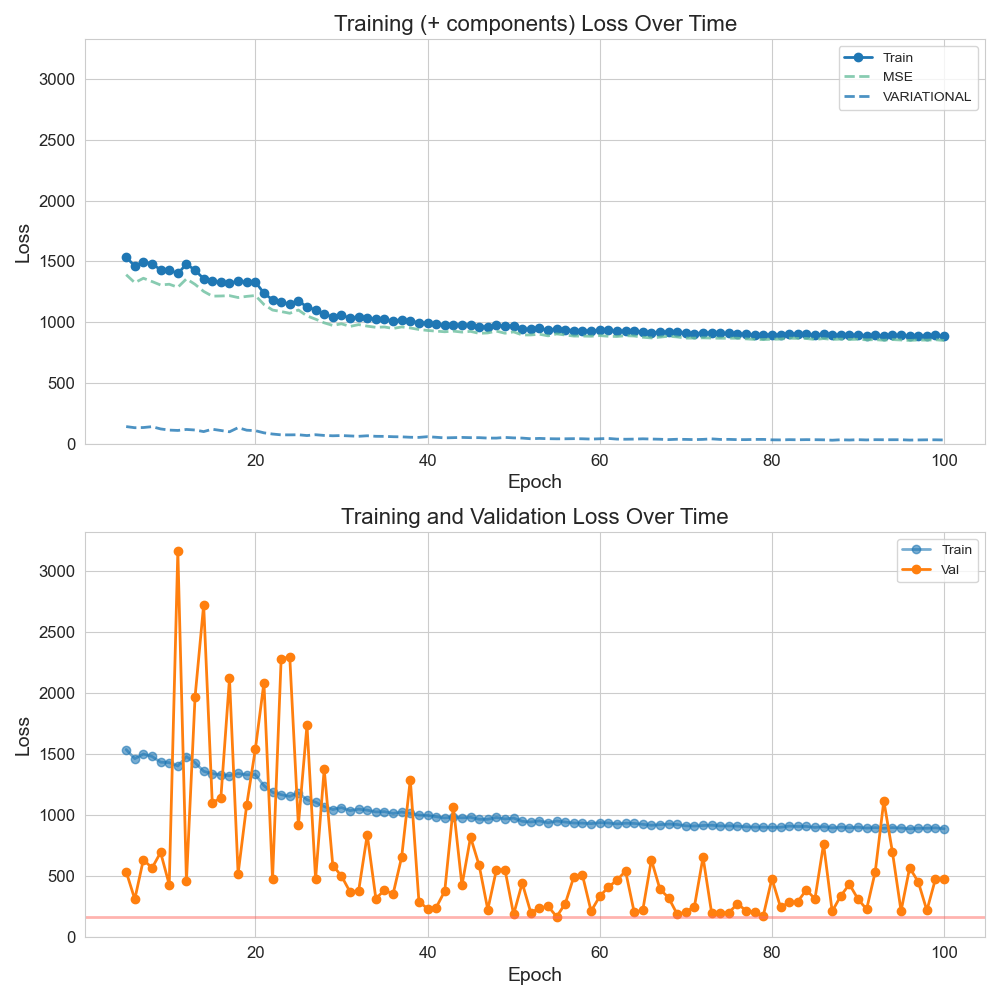 Training (+ components) Loss Over Time
Train
MSE
VARIATIONAL
3000
2500
2000
1500
1000
500
0
Loss
20
40
60
80
100
Epoch
Training and Validation Loss Over Time
Train
Val
3000
2500
2000
1500
1000
500
0
Loss
20
40
60
80
100
Epoch